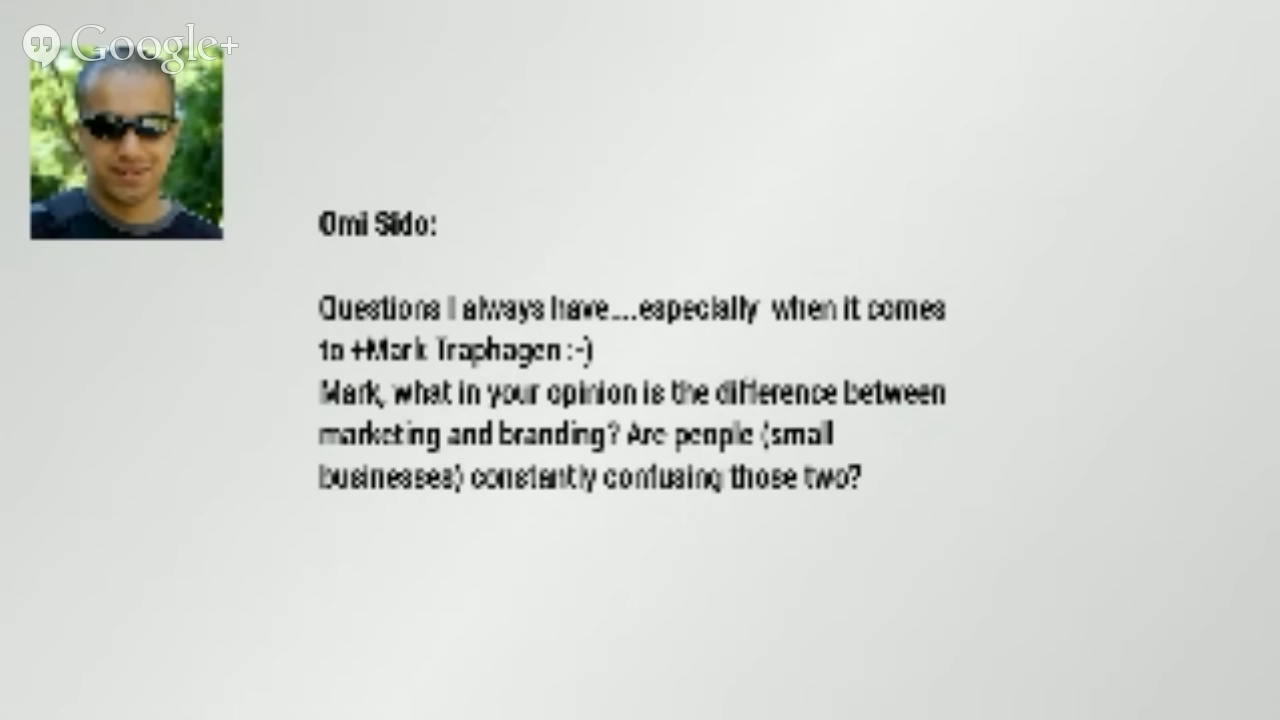 Google+
Omi Sido:
Questions I always have....especially when it comes
to +Mark Traphagen :-)
Mark, what in your opinion is the difference between
marketing and branding? Are people (small
businesses) constantly confusing those two?